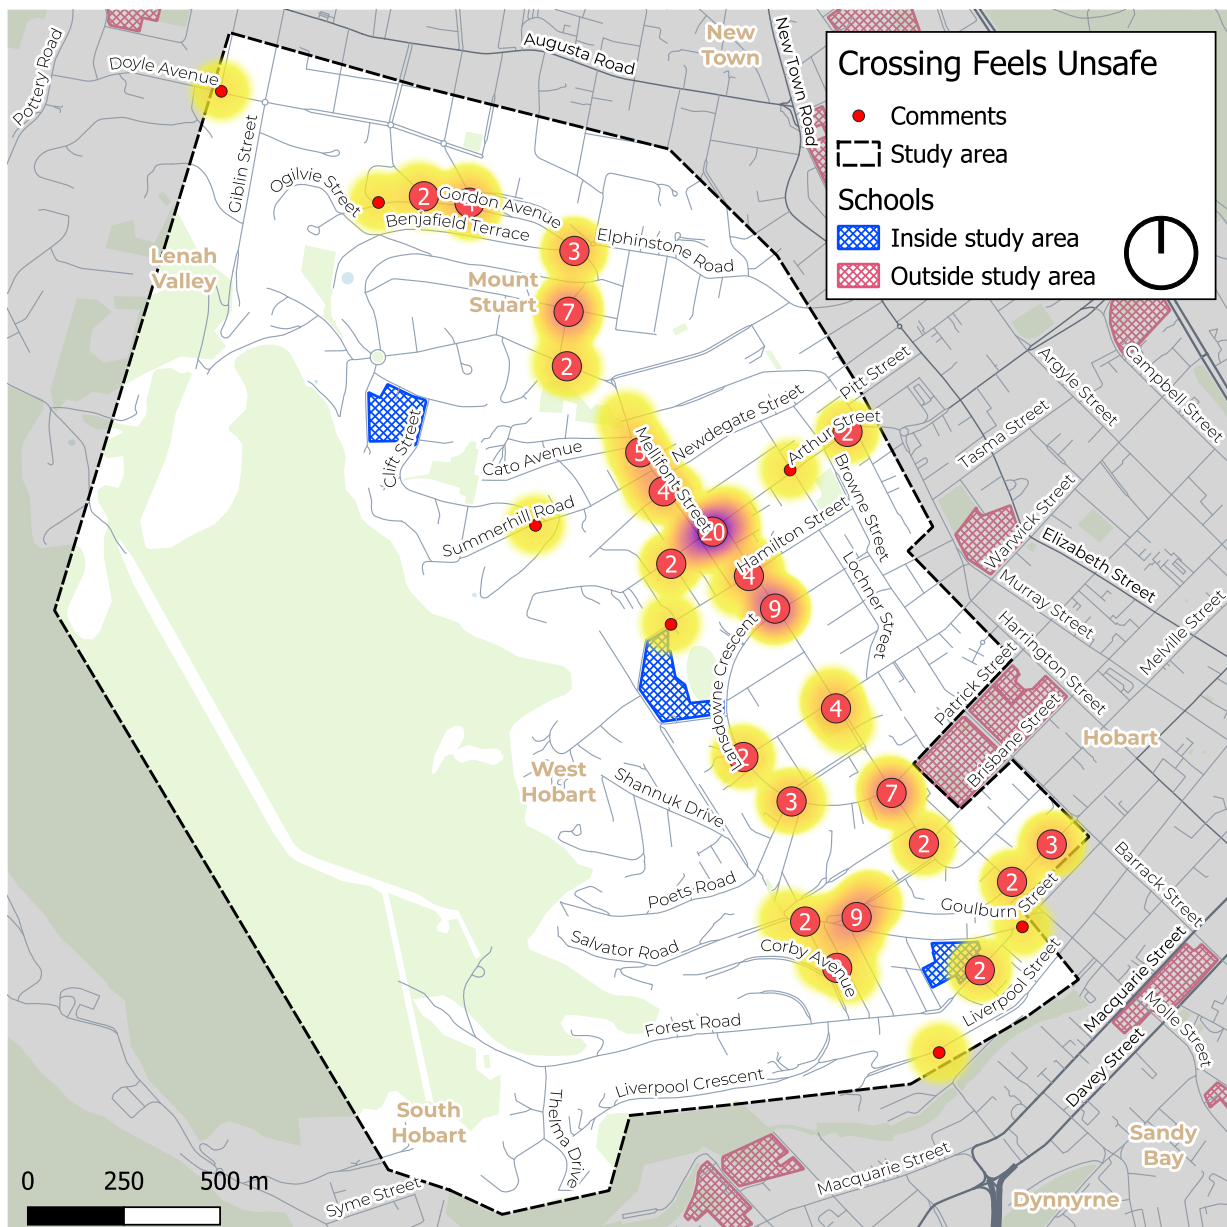 Crossing Feels Unsafe
Comments
Study area
Schools
Inside study area
Outside study area
New
Town
Augusta Road
New Town Road
Pottery Road
Doyle Avenue
Giblin Street
Ogilvie Street
2
Gordon Avenue
Benjafield Terrace
3
Elphinstone Road
Lenah
Valley
Mount
Stuart
7
2
Pitt Street
Argyle Street
Campbell Street
Clift Street
Newdegate Street
Arthur Street
2
Tasma Street
5
Mellifont Street
Cato Avenue
4
Browne Street
Summerhill Road
20
Hamilton Street
Warwick Street
Elizabeth Street
2
4
9
Lochner Street
Murray Street
Harrington Street
Melville Street
Lansdowne Crescent
Patrick Street
4
Brisbane Street
Hobart
2
West
Hobart
Shannuk Drive
3
7
2
3
Barrack Street
2
Poets Road
Goulburn Street
2
9
Salvator Road
Corby Avenue
2
Liverpool Street
Macquarie Street
Molle Street
Forest Road
Davey Street
Liverpool Crescent
South
Hobart
Thelma Drive
Sandy
Bay
Macquarie Street
Syme Street
Dynnyrne
0 250 500 m